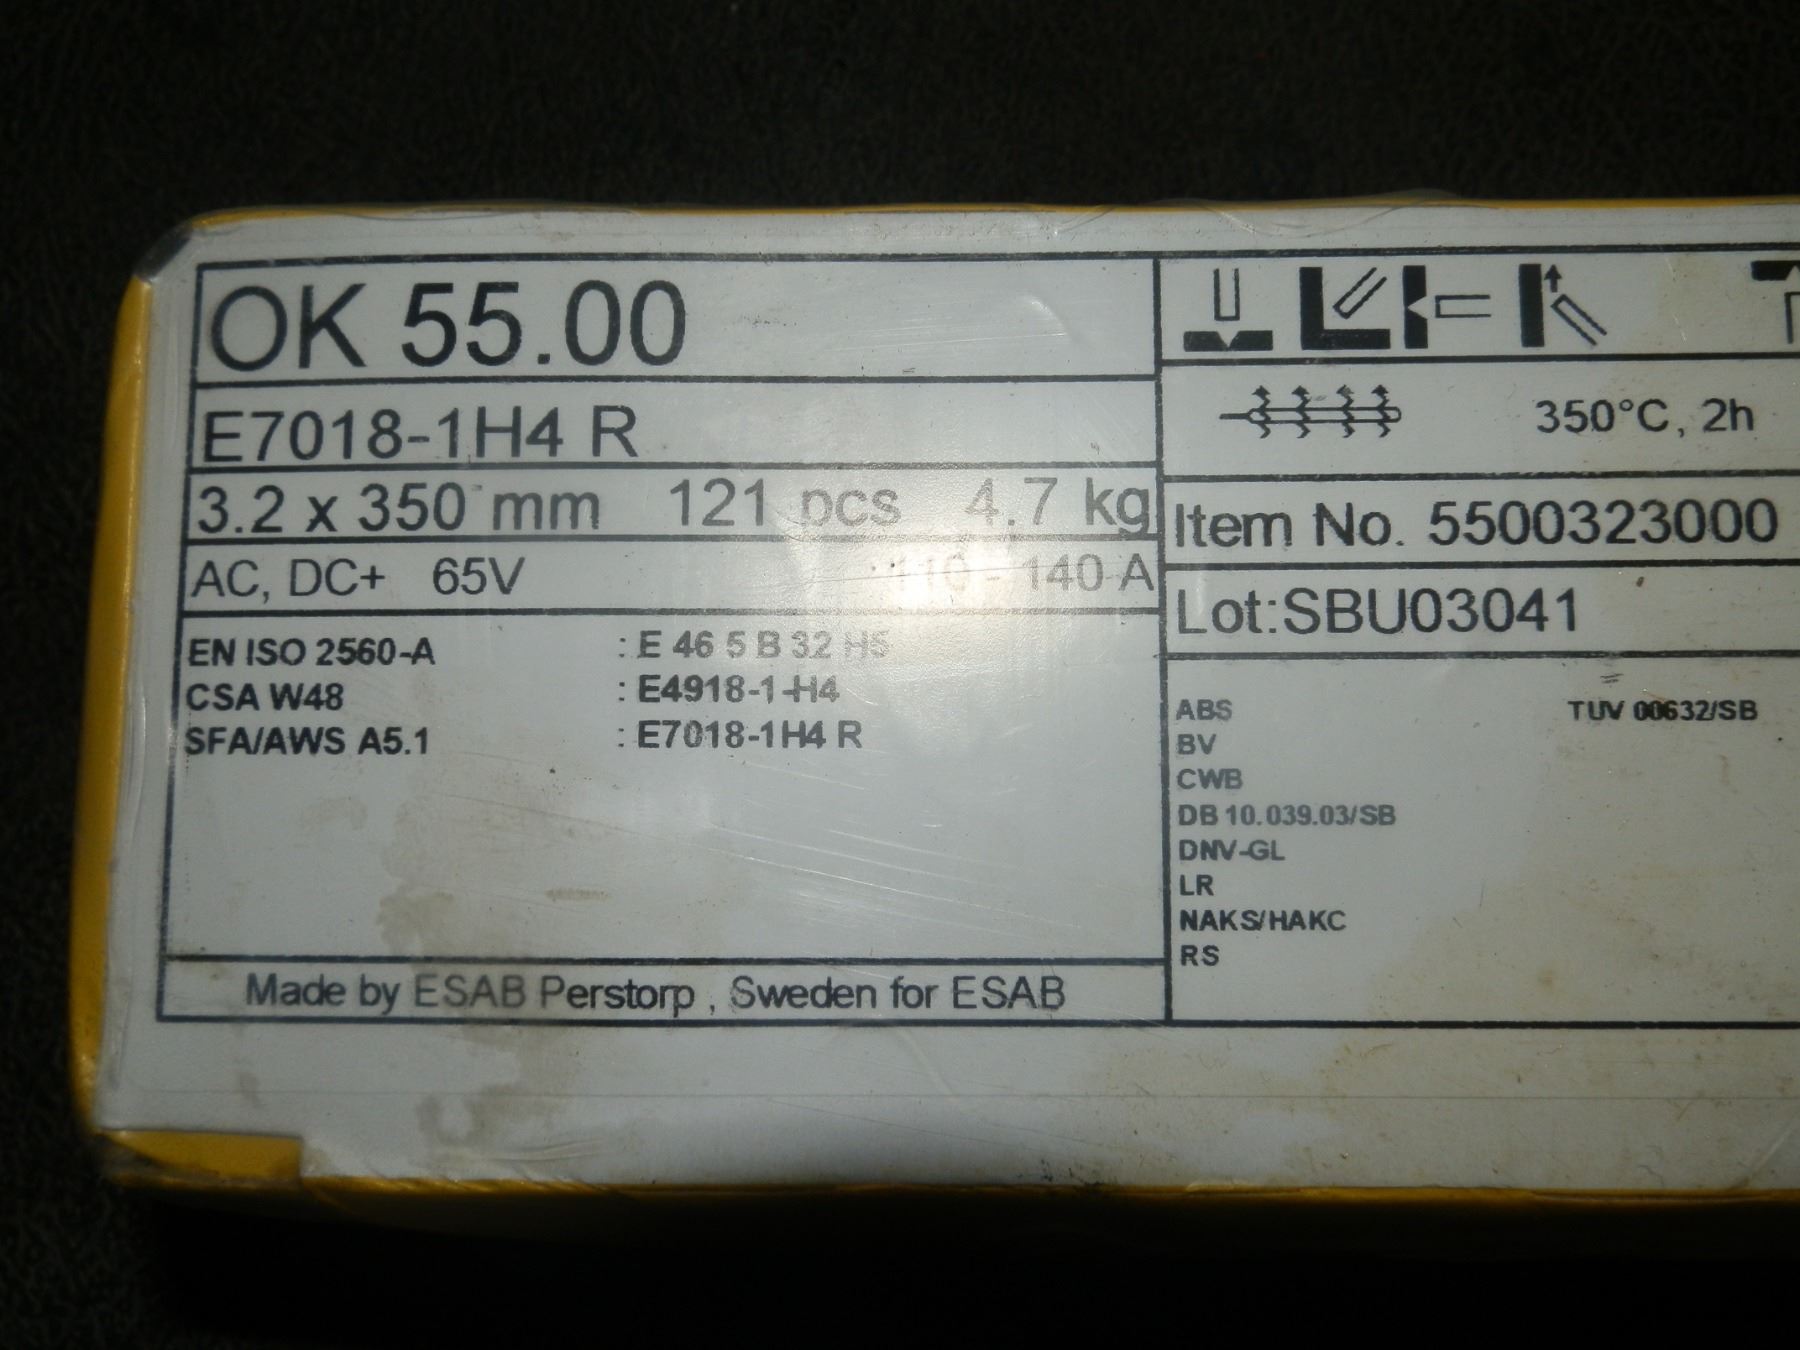 OK 55.00
E7018-1H4 R
3.2 x 350 mm 121 pcs 4.7 kg
AC, DC+ 65V 110 - 140 A
EN ISO 2560-A : E 46 5 B 32 H5
CSA W48 : E4918-1-H4
SFA/AWS A5.1 : E7018-1H4 R
Made by ESAB Perstorp , Sweden for ESAB
350°C, 2h
Item No. 5500323000
Lot:SBU03041
ABS TUV 00632/SB
BV
CWB
DB 10.039.03/SB
DNV-GL
LR
NAKS/HAKC
RS